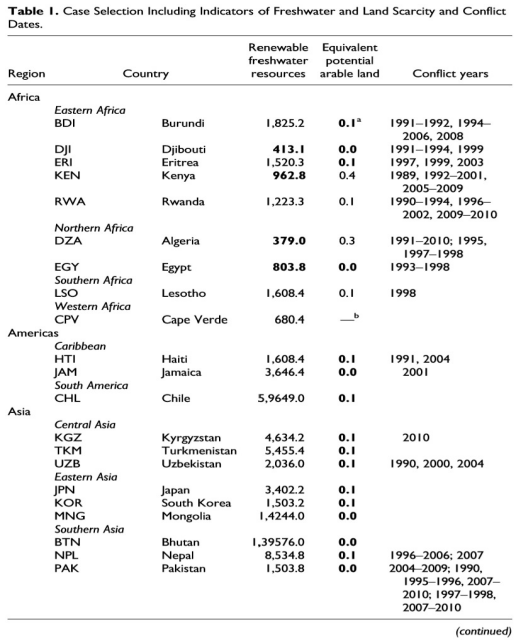 Table 1. Case Selection Including Indicators of Freshwater and Land Scarcity and Conflict
Dates.
Renewable Equivalent
freshwater potential
Region Country resources arable land Conflict years
Africa
Eastern Africa
BDI Burundi 1,825.2 0.1a 1991–1992, 1994–
2006, 2008
DJI Djibouti 413.1 0.0 1991–1994, 1999
ERI Eritrea 1,520.3 0.1 1997, 1999, 2003
KEN Kenya 962.8 0.4 1989, 1992–2001,
2005–2009
RWA Rwanda 1,223.3 0.1 1990–1994, 1996–
2002, 2009–2010
Northern Africa
DZA Algeria 379.0 0.3 1991–2010; 1995,
1997–1998
EGY Egypt 803.8 0.0 1993–1998
Southern Africa
LSO Lesotho 1,608.4 0.1 1998
Western Africa
CPV Cape Verde 680.4 —b
Americas
Caribbean
HTI Haiti 1,608.4 0.1 1991, 2004
JAM Jamaica 3,646.4 0.0 2001
South America
CHL Chile 5,9649.0 0.1
Asia
Central Asia
KGZ Kyrgyzstan 4,634.2 0.1 2010
TKM Turkmenistan 5,455.4 0.1
UZB Uzbekistan 2,036.0 0.1 1990, 2000, 2004
Eastern Asia
JPN Japan 3,402.2 0.1
KOR South Korea 1,503.2 0.1
MNG Mongolia 1,4244.0 0.0
Southern Asia
BTN Bhutan 1,39576.0 0.0
NPL Nepal 8,534.8 0.1 1996–2006; 2007
PAK Pakistan 1,503.8 0.0 2004–2009; 1990,
1995–1996, 2007–
2010; 1997–1998,
2007–2010
(continued)